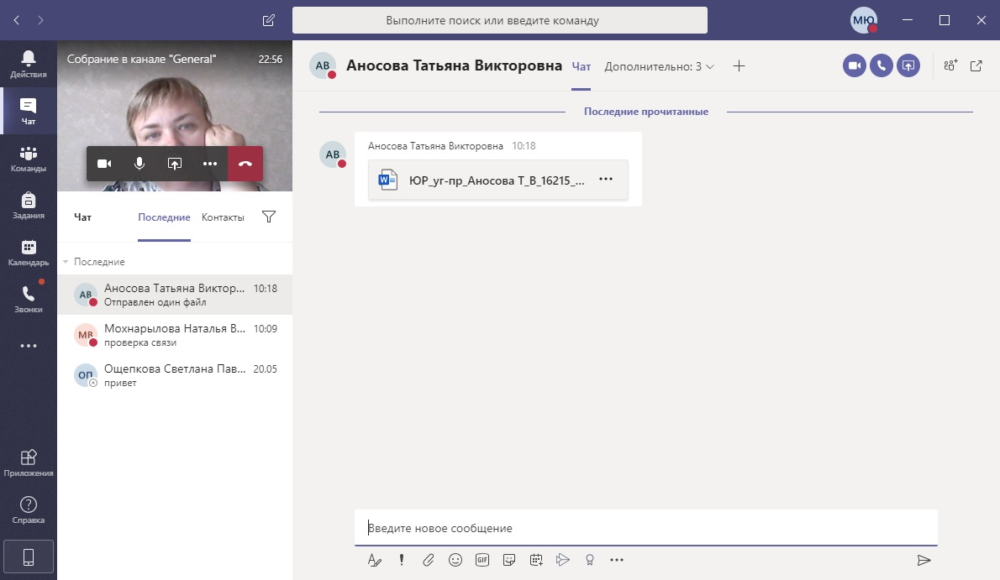 Выполните поиск или введите команду
МЮ
Действия
Чат
Команды
Задания
Календарь
Звонки
Приложения
Справка
Собрание в канале "General"
22:56
Чат
Последние
Контакты
Последние
АВ
Аносова Татьяна Виктор... 10:18
Отправлен один файл
МВ
Мохнарылова Наталья В... 10:09
проверка связи
ОП
Ощепкова Светлана Пав... 20.05
привет
АВ
Аносова Татьяна Викторовна
Чат
Дополнительно: 3
Последние прочитанные
АВ
Аносова Татьяна Викторовна 10:18
ЮР_уг-пр_Аносова Т_В_16215_...
Введите новое сообщение
GIF